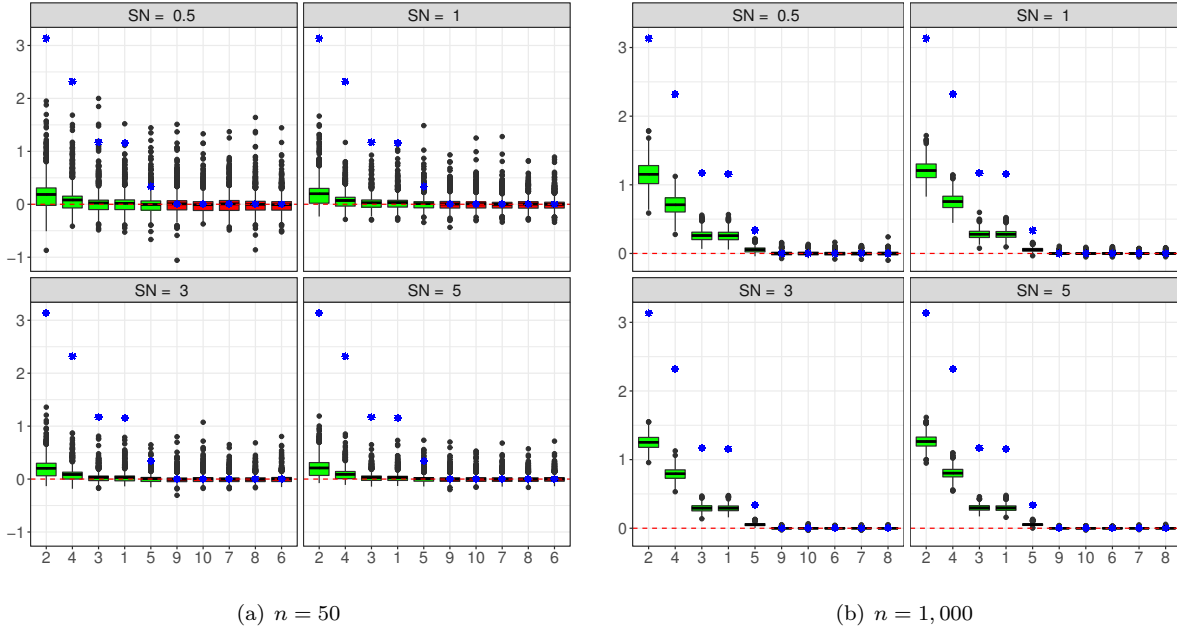 SN = 0.5 SN = 1 SN = 0.5 SN = 1
3 3
2 2
1 1
0 0
−1
SN = 3 SN = 5 SN = 3 SN = 5
3 3
2 2
1 1
0 0
−1
2 4 3 1 5 9 10 7 8 6 2 4 3 1 5 9 10 7 8 6 2 4 3 1 5 9 10 6 7 8 2 4 3 1 5 9 10 6 7 8
(a) n = 50 (b) n = 1, 000